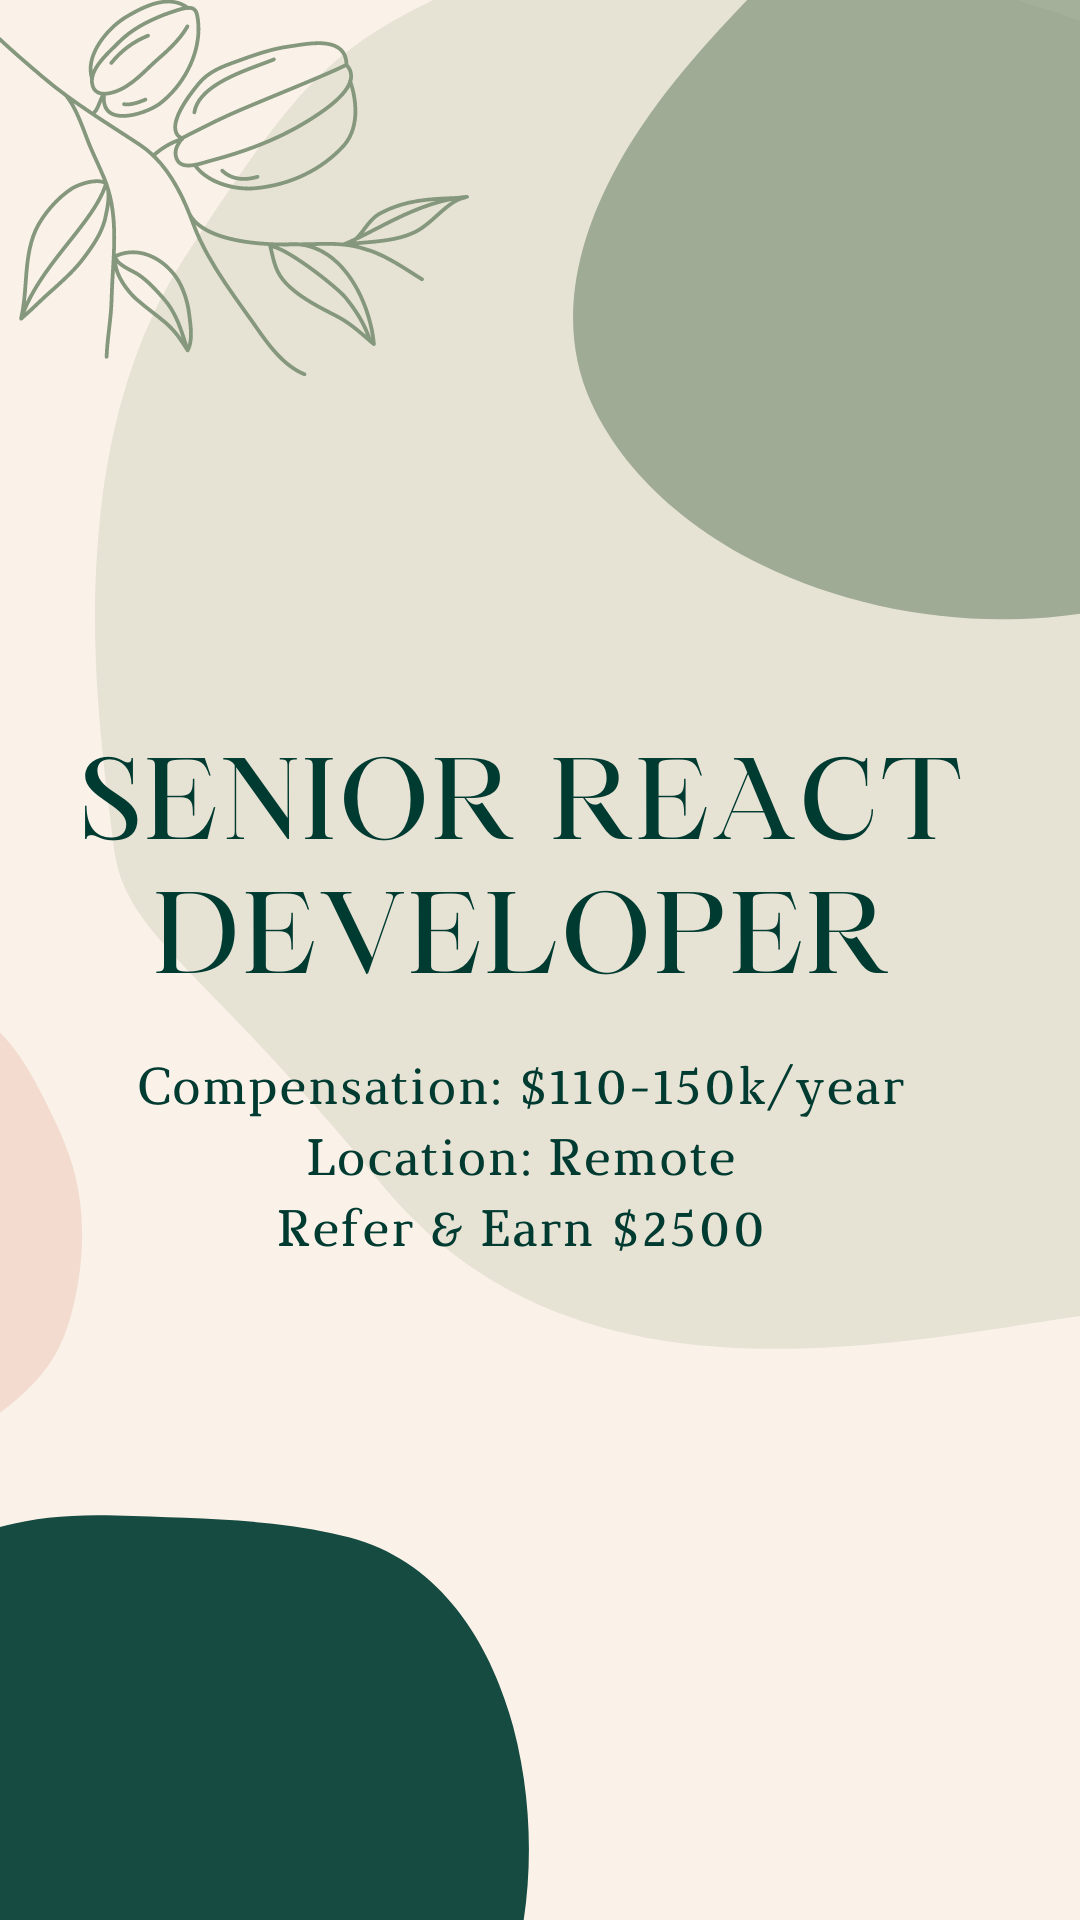 SENIOR REACT
DEVELOPER
Compensation: $110-150k/year
Location: Remote
Refer & Earn $2500